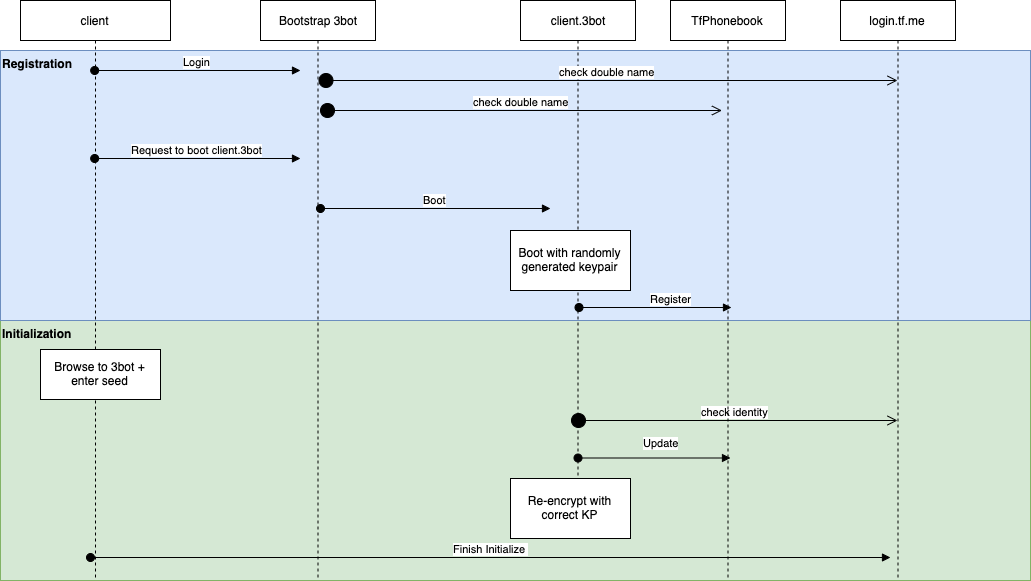 client
Bootstrap 3bot
client.3bot
TfPhonebook
login.tf.me
Registration
Login
check double name
check double name
Request to boot client.3bot
Boot
Boot with randomly
generated keypair
Register
Initialization
Browse to 3bot +
enter seed
check identity
Update
Re-encrypt with
correct KP
Finish Initialize